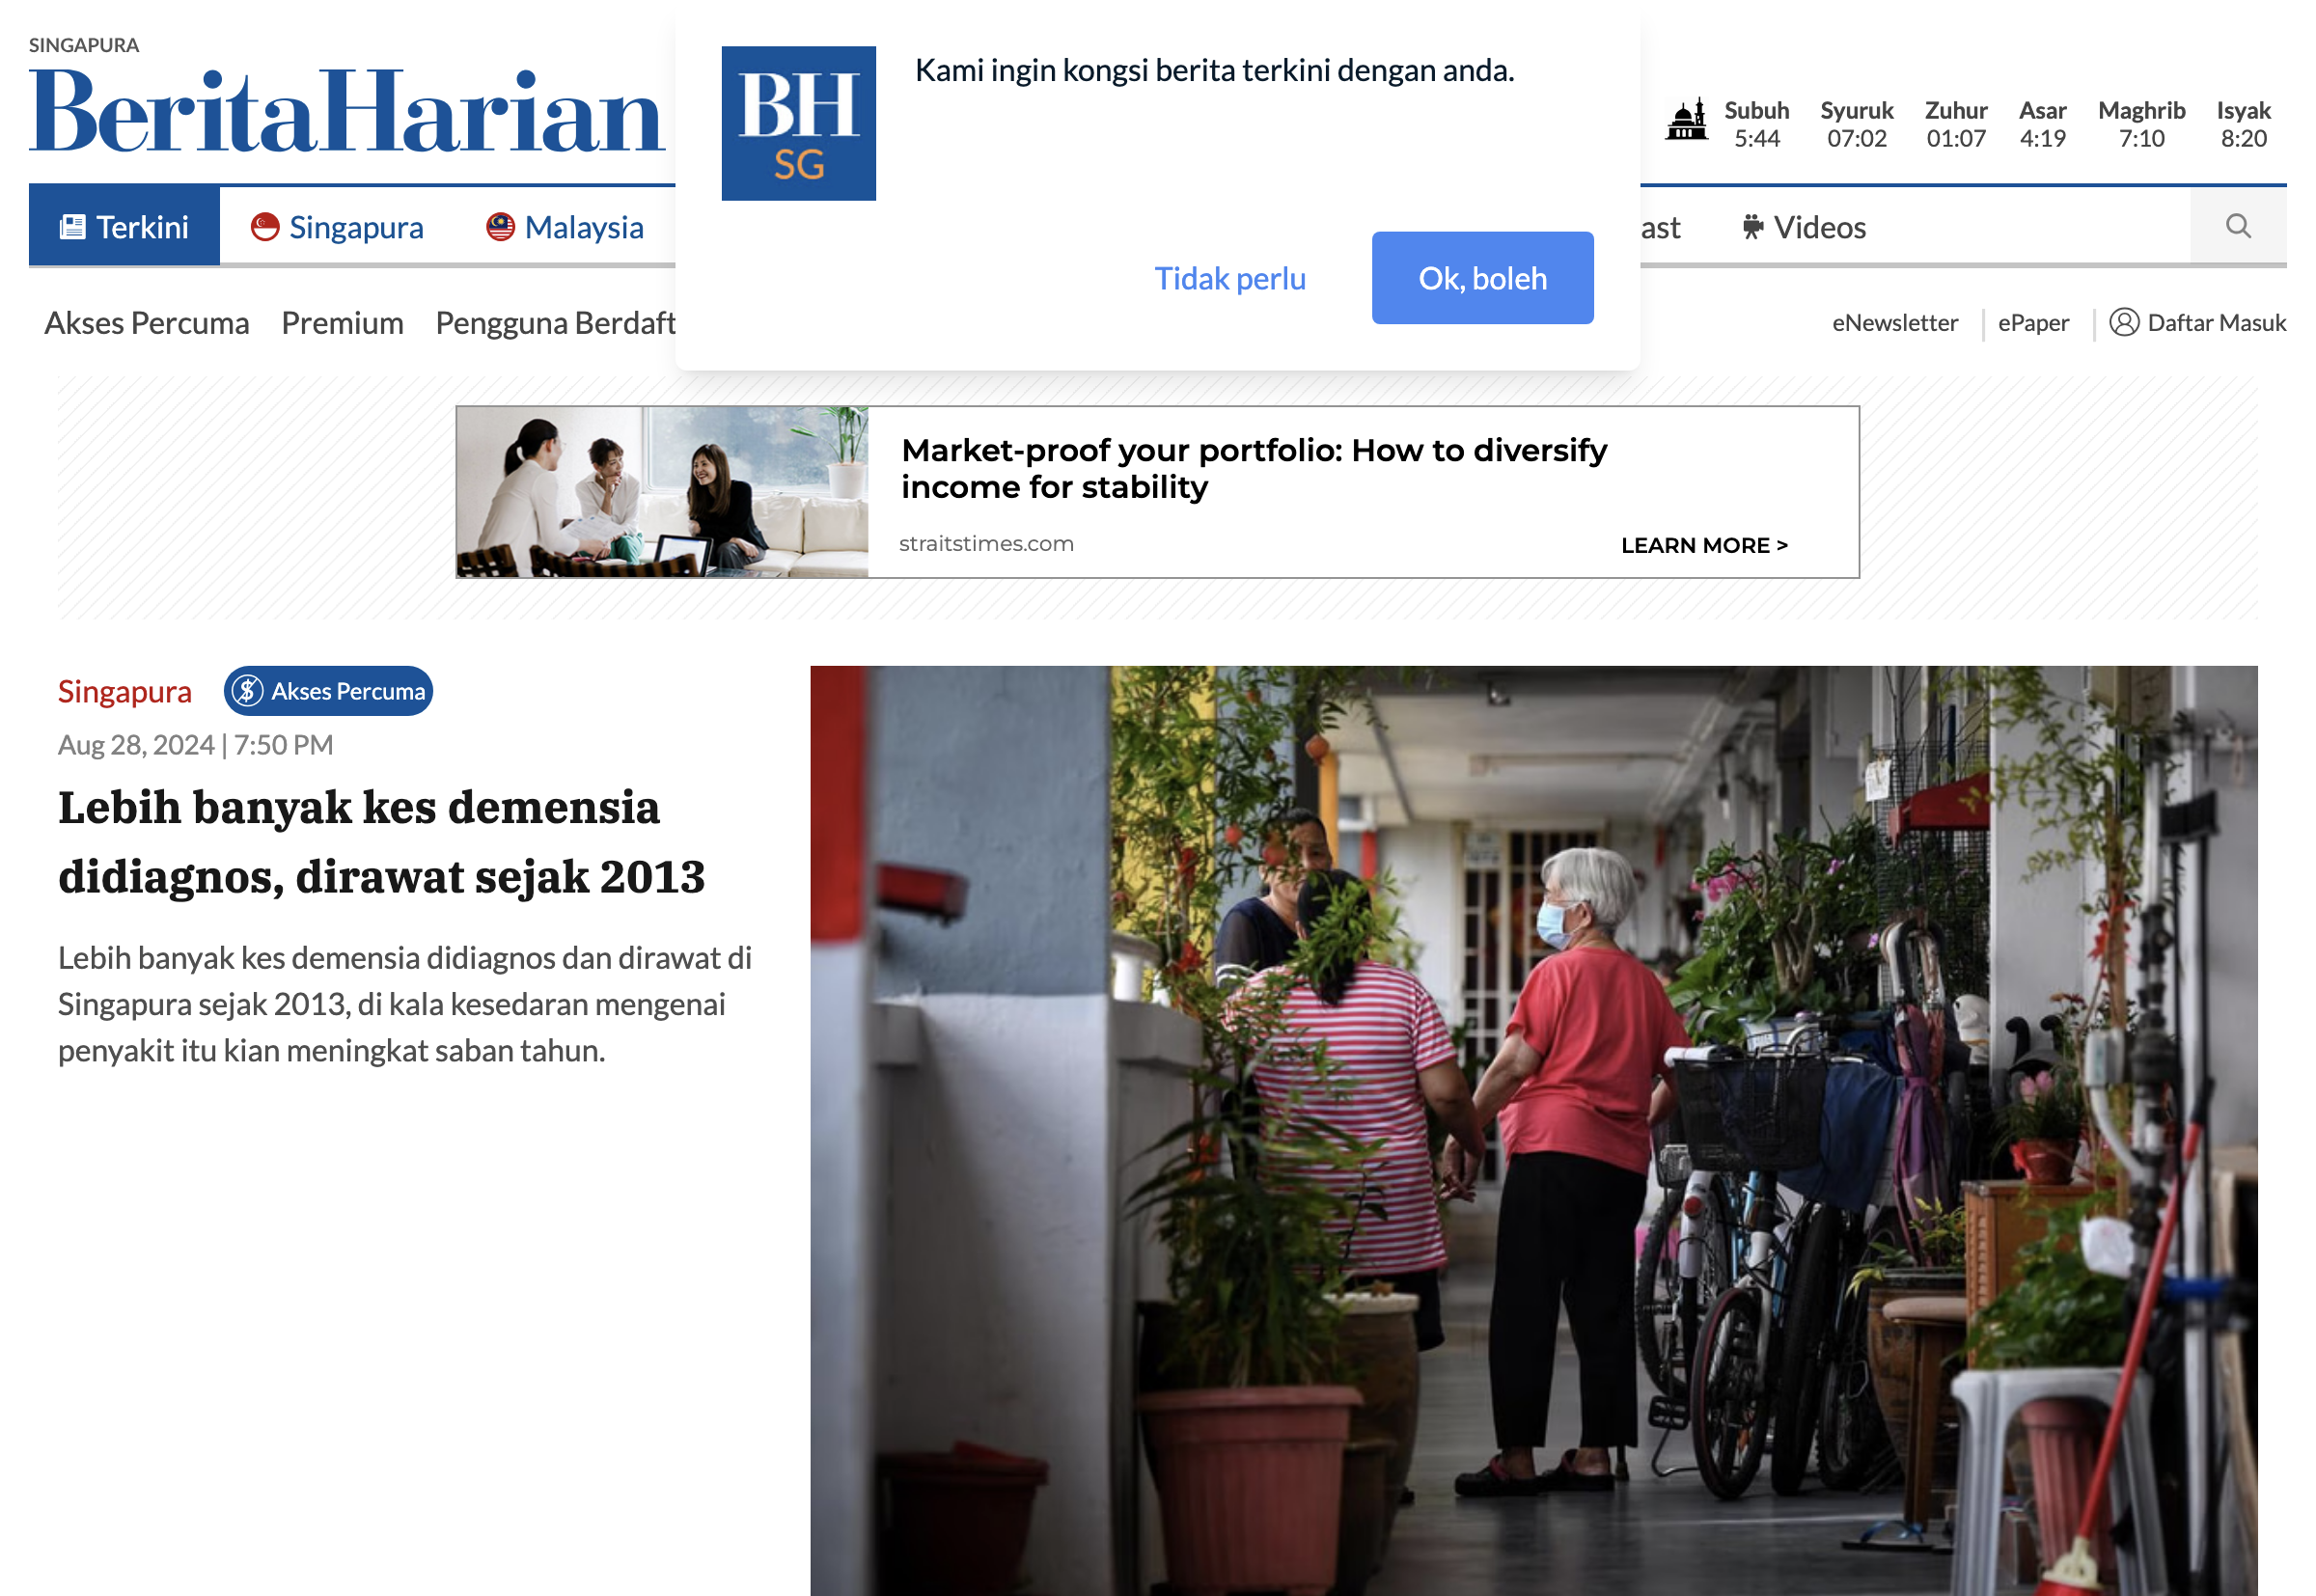 SINGAPURA
BeritaHarian
BH
SG
Kami ingin kongsi berita terkini dengan anda.
Tidak perlu
Ok, boleh
Subuh Syuruk Zuhur Asar Maghrib Isyak
5:44 07:02 01:07 4:19 7:10 8:20
Terkini Singapura Malaysia ast Videos
Akses Percuma Premium Pengguna Berdaft
eNewsletter ePaper Daftar Masuk
Market-proof your portfolio: How to diversify
income for stability
straitstimes.com
LEARN MORE >
Singapura Akses Percuma
Aug 28, 2024 | 7:50 PM
Lebih banyak kes demensia
didiagnos, dirawat sejak 2013
Lebih banyak kes demensia didiagnos dan dirawat di
Singapura sejak 2013, di kala kesedaran mengenai
penyakit itu kian meningkat saban tahun.